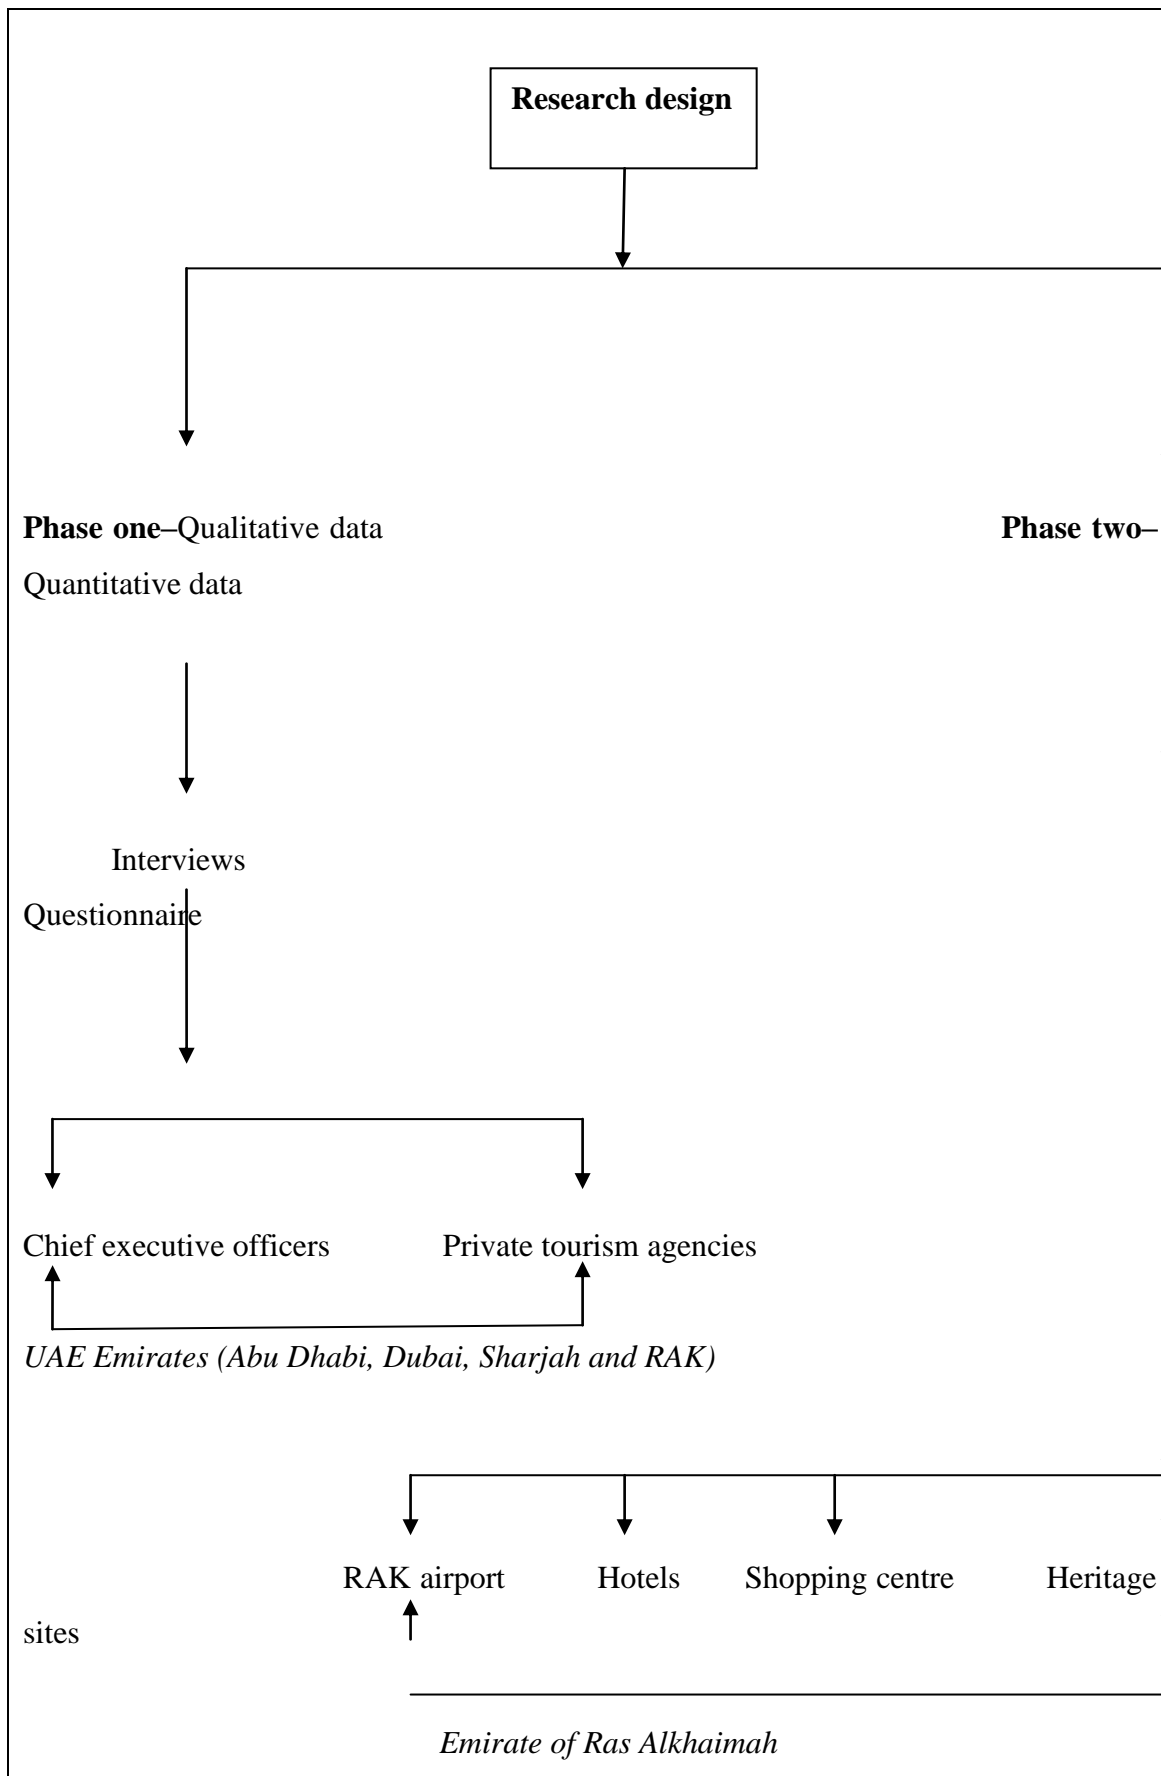 Research design
Phase one–Qualitative data Phase two–
Quantitative data
Interviews
Questionnaire
Chief executive officers Private tourism agencies
UAE Emirates (Abu Dhabi, Dubai, Sharjah and RAK)
RAK airport Hotels Shopping centre Heritage
sites
Emirate of Ras Alkhaimah